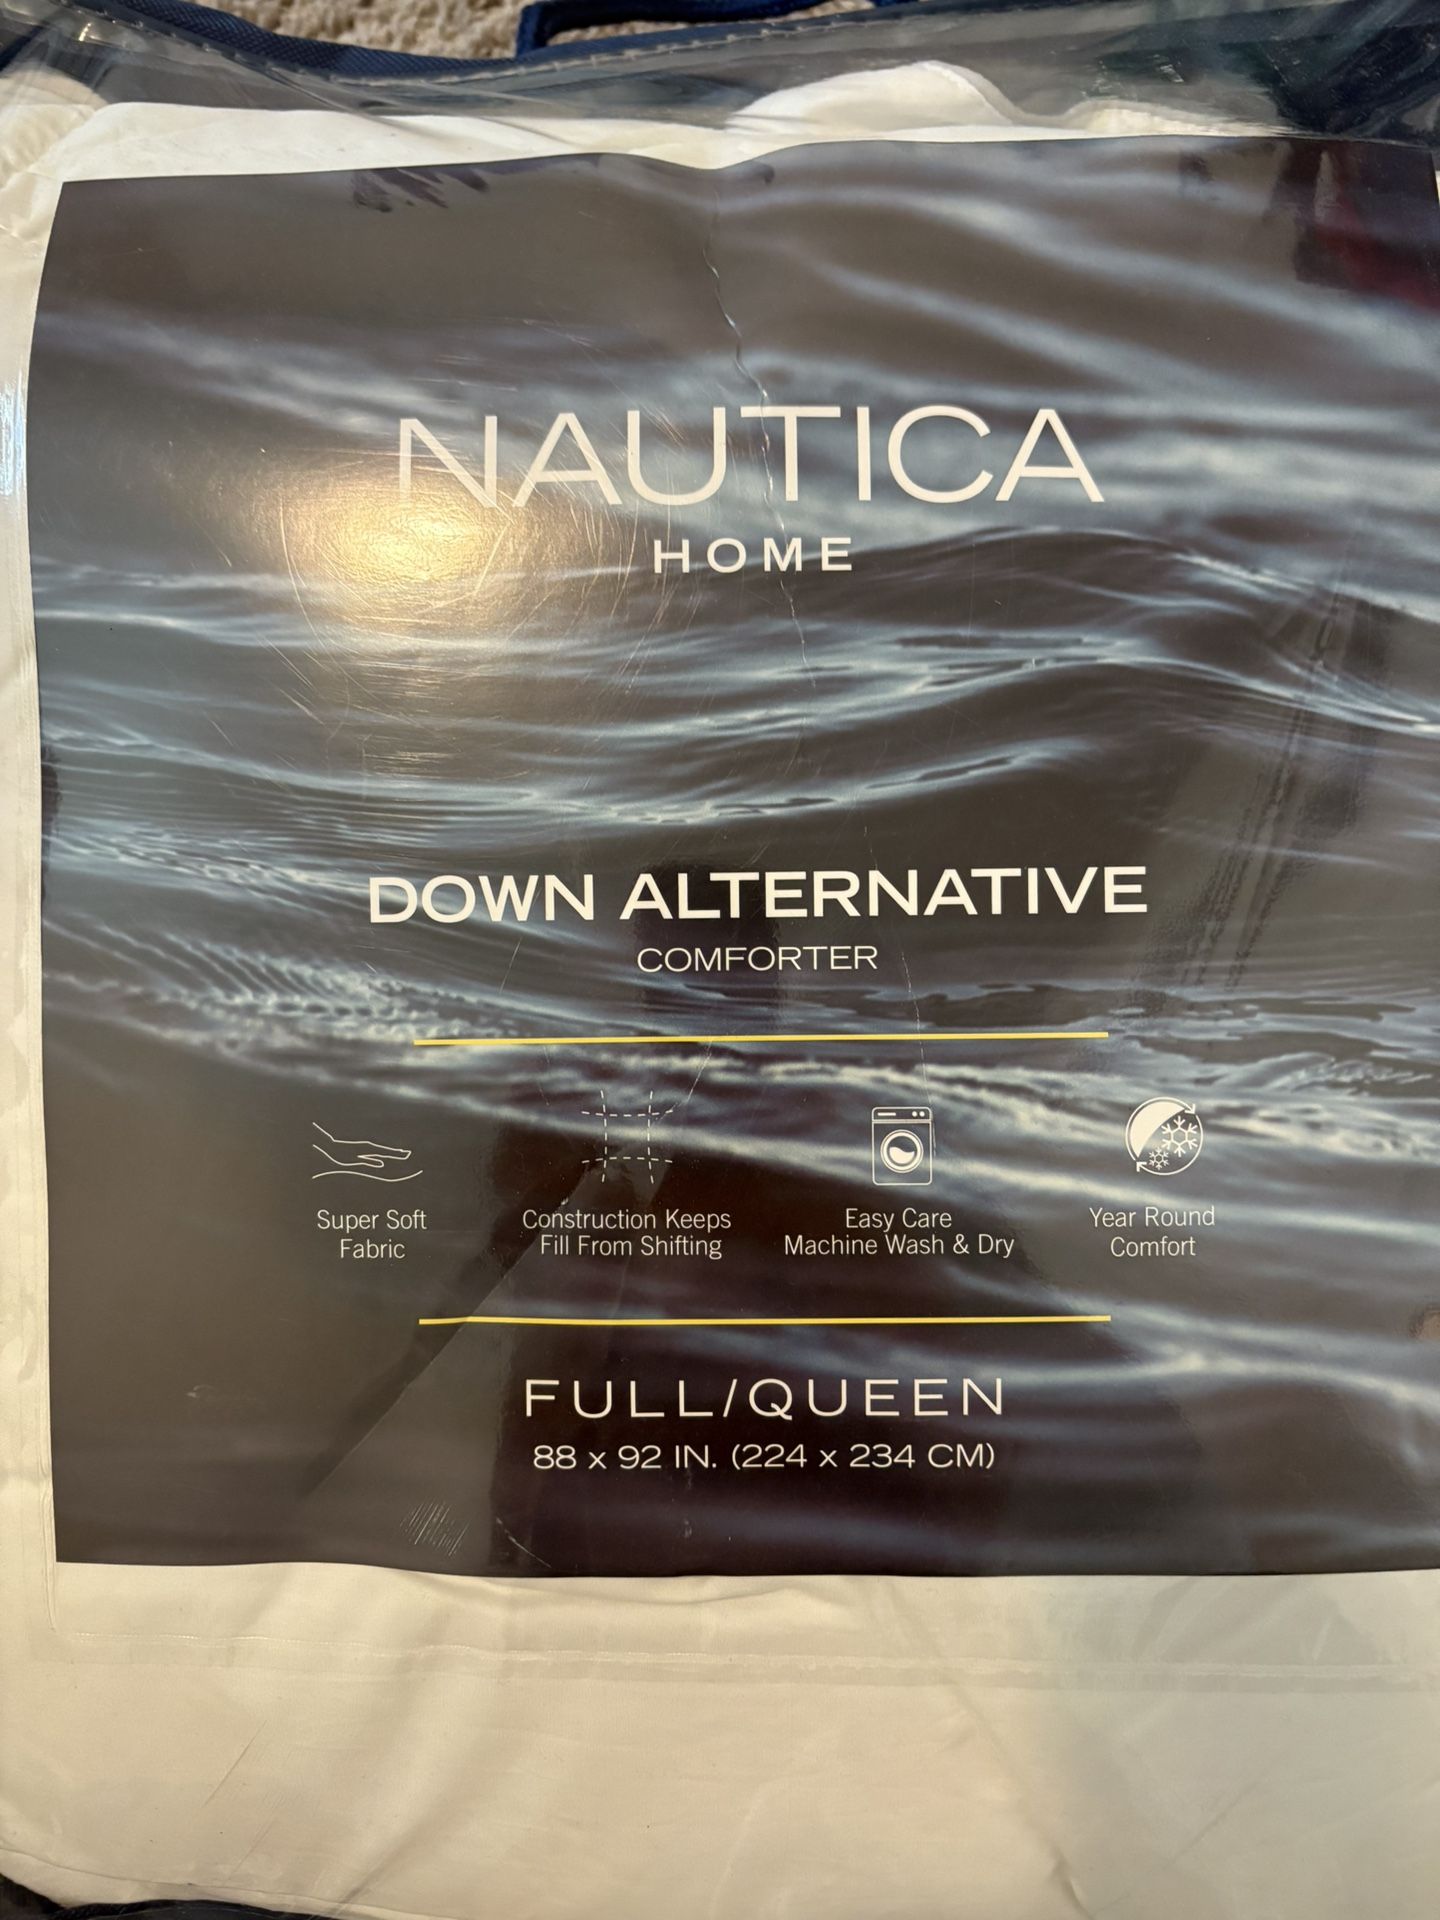 NAUTICA
HOME
DOWN ALTERNATIVE
COMFORTER
Super Soft
Fabric
Construction Keeps
Fill From Shifting
Easy Care
Machine Wash & Dry
Year Round
Comfort
FULL/QUEEN
88 x 92 IN. (224 x 234 CM)